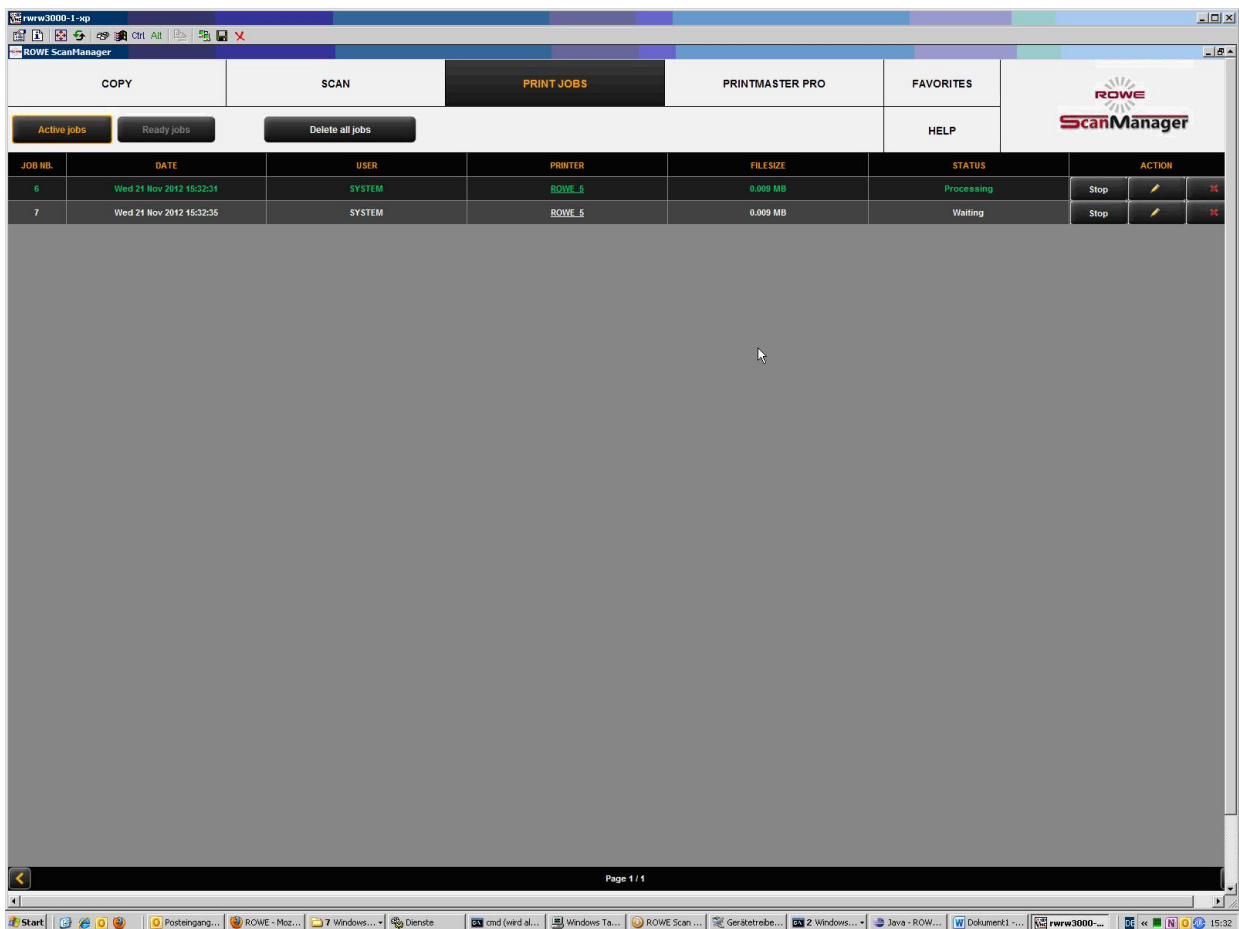 rwrw3000-1-xp
Ctrl Alt
ROWE ScanManager
COPY SCAN PRINT JOBS PRINTMASTER PRO FAVORITES
ROWE
ScanManager
Active jobs Ready jobs Delete all jobs HELP
JOB NB. DATE USER PRINTER FILESIZE STATUS ACTION
6 Wed 21 Nov 2012 15:32:31 SYSTEM ROWE_5 0.009 MB Processing Stop
7 Wed 21 Nov 2012 15:32:35 SYSTEM ROWE_5 0.009 MB Waiting Stop
Page 1 / 1
Start Posteingang... ROWE - Moz... 7 Windows... Dienste cmd (wird al... Windows Ta... ROWE Scan ... Gerätetreibe... 2 Windows... Java - ROW... Dokument1 -... rwrw3000-... DE « 15:32